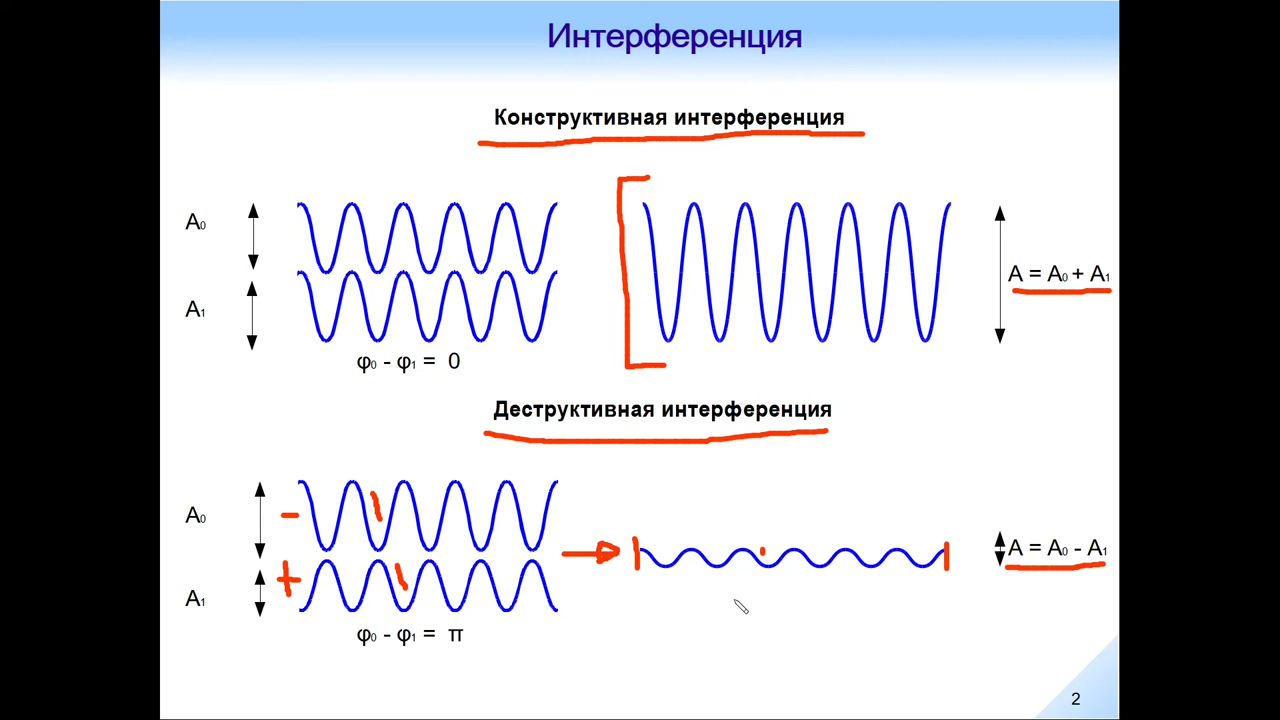 Интерференция
Конструктивная интерференция
A₀
A₁
φ₀ - φ₁ = 0
A = A₀ + A₁
Деструктивная интерференция
A₀
-
+
A₁
φ₀ - φ₁ = π
A = A₀ - A₁
2